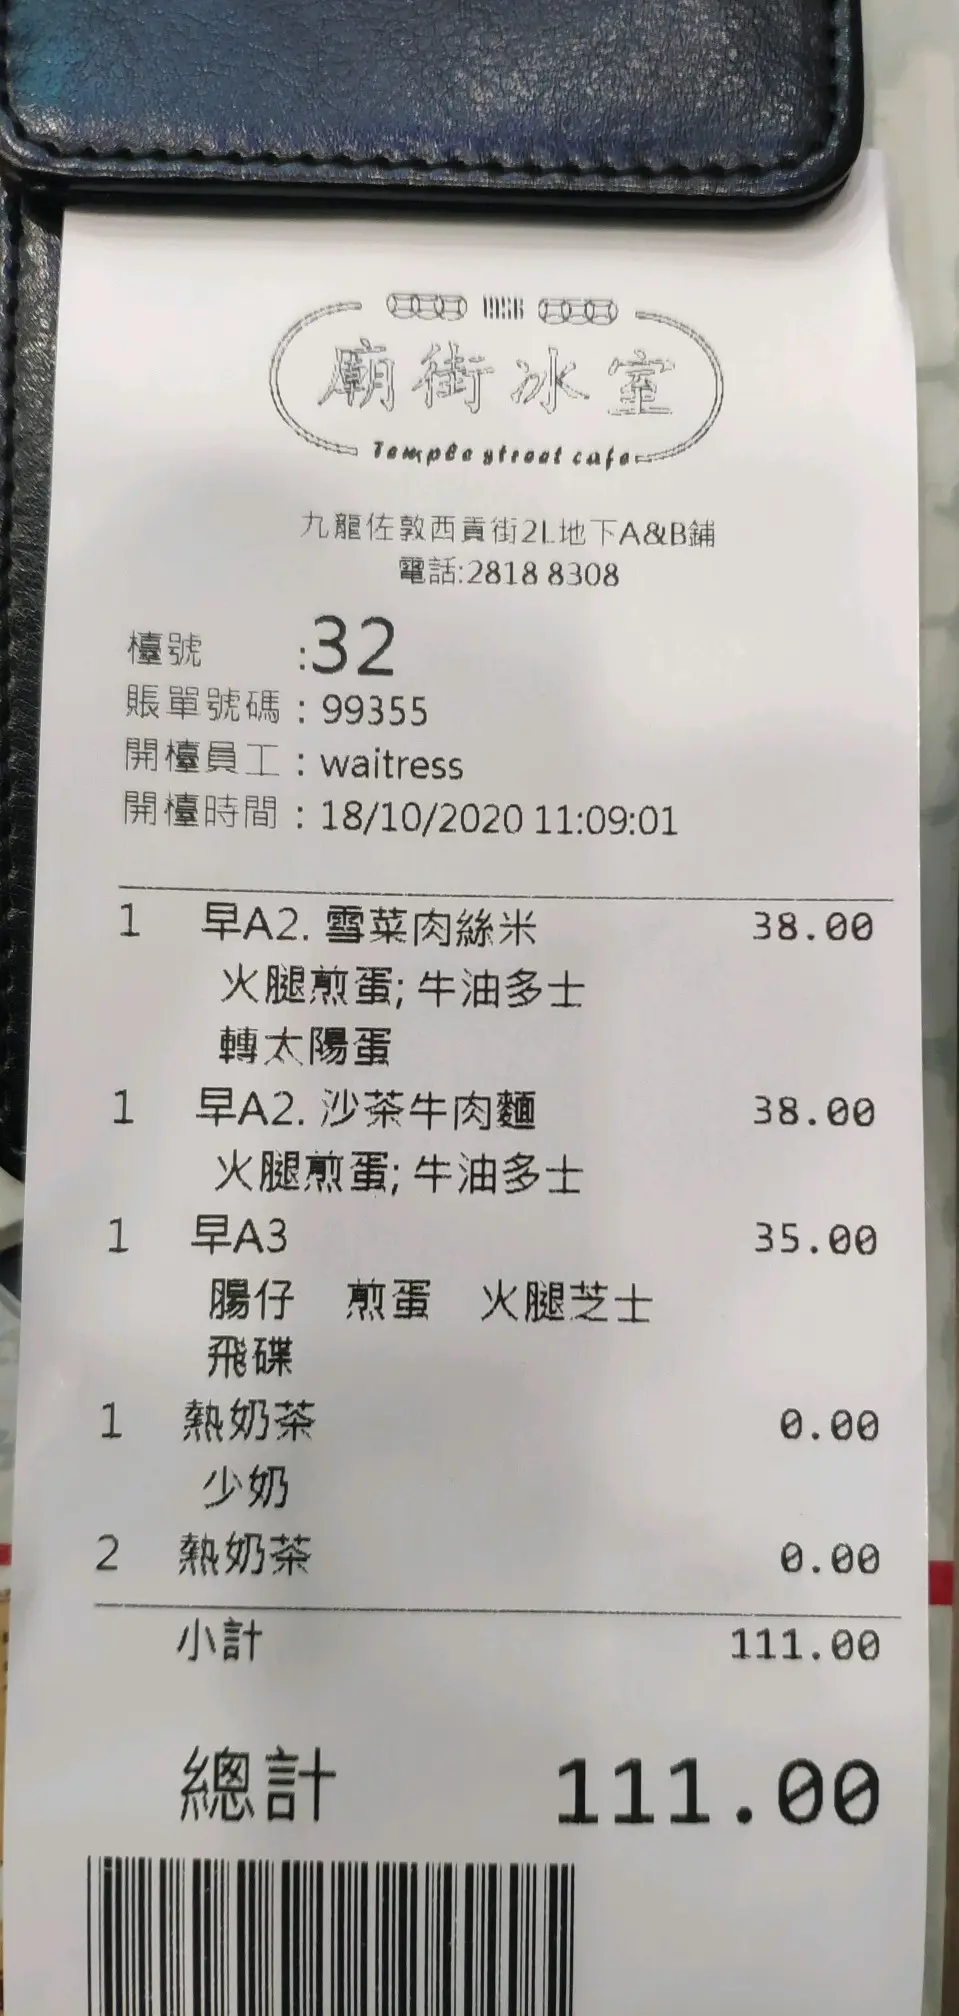 廟街冰室
Temple street cafe
九龍佐敦西貢街2L地下A&B鋪
電話:2818 8308
檯號 :32
賬單號碼 : 99355
開檯員工 : waitress
開檯時間 : 18/10/2020 11:09:01
1 早A2. 雪菜肉絲米 38.00
火腿煎蛋; 牛油多士
轉太陽蛋
1 早A2. 沙茶牛肉麵 38.00
火腿煎蛋; 牛油多士
1 早A3 35.00
腸仔 煎蛋 火腿芝士
飛碟
1 熱奶茶 0.00
少奶
2 熱奶茶 0.00
小計 111.00
總計 111.00